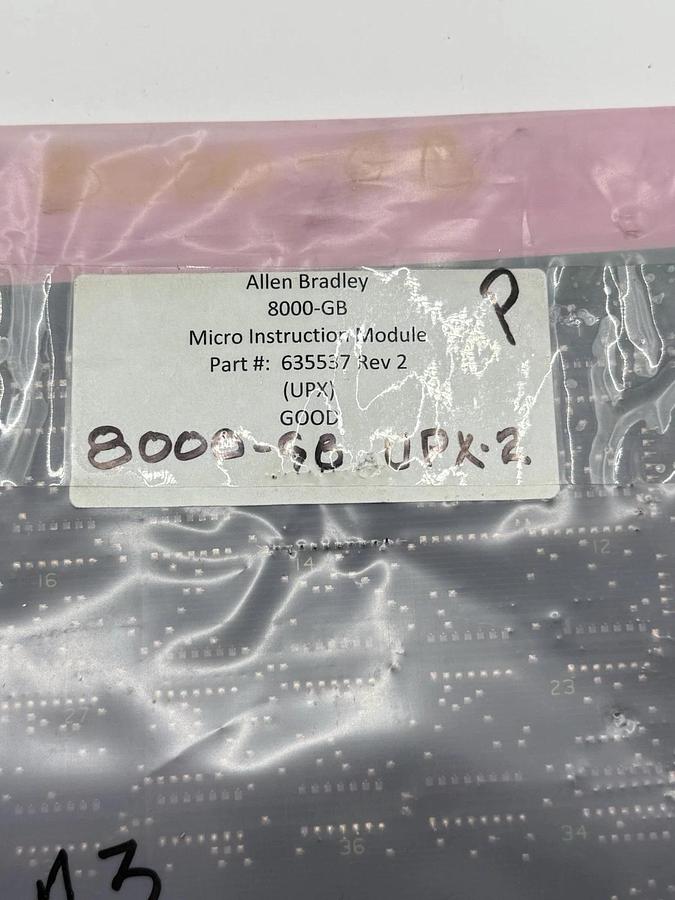 Allen Bradley
8000-GB
P
Micro Instruction Module
Part #: 635537 Rev 2
(UPX)
GOOD
8000-GB UPX-2
16
14
12
27
23
36
34